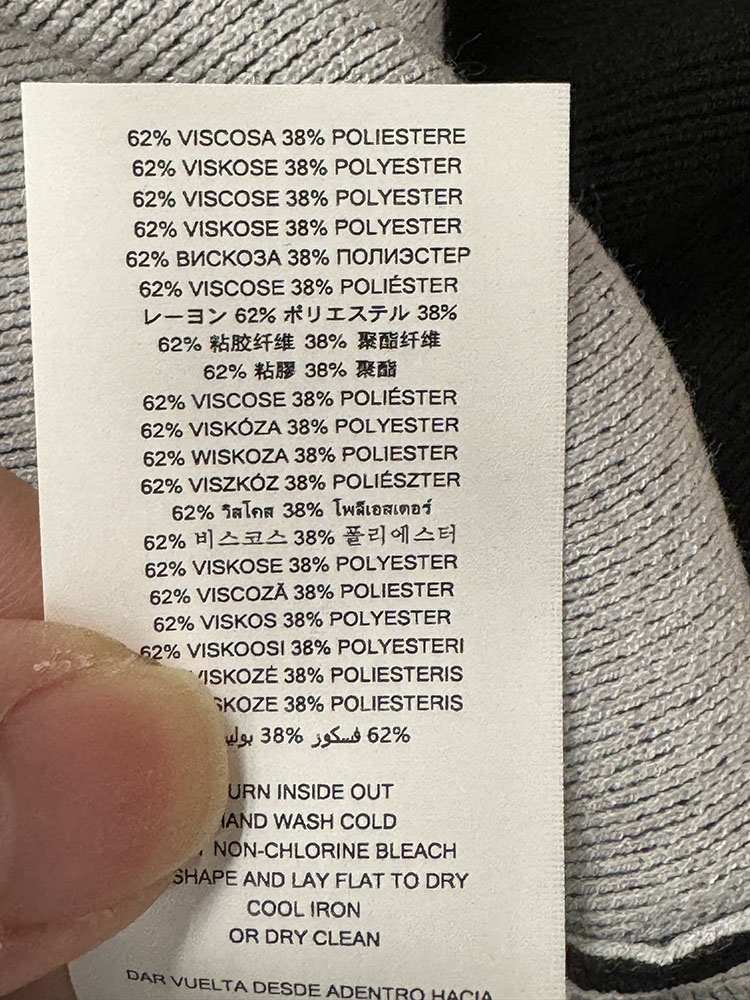 62% VISCOSA 38% POLIESTERE
62% VISKOSE 38% POLYESTER
62% VISCOSE 38% POLYESTER
62% VISKOSE 38% POLYESTER
62% ВИСКОЗА 38% ПОЛИЭСТЕР
62% VISCOSE 38% POLIÉSTER
レーヨン 62% ポリエステル 38%
62% 粘胶纤维 38% 聚酯纤维
62% 粘膠 38% 聚酯
62% VISCOSE 38% POLIÉSTER
62% VISKÓZA 38% POLYESTER
62% WISKOZA 38% POLIESTER
62% VISZKÓZ 38% POLIÉSZTER
62% วิสโคส 38% โพลีเอสเตอร์
62% 비스코스 38% 폴리에스터
62% VISKOSE 38% POLYESTER
62% VISCOZĂ 38% POLIESTER
62% VISKOS 38% POLYESTER
62% VISKOOSI 38% POLYESTERI
VISKOZĖ 38% POLIESTERIS
SKOZE 38% POLIESTERIS
62% فسكوز 38%
URN INSIDE OUT
HAND WASH COLD
NON-CHLORINE BLEACH
SHAPE AND LAY FLAT TO DRY
COOL IRON
OR DRY CLEAN
DAR VUELTA DESDE ADENTRO HACIA